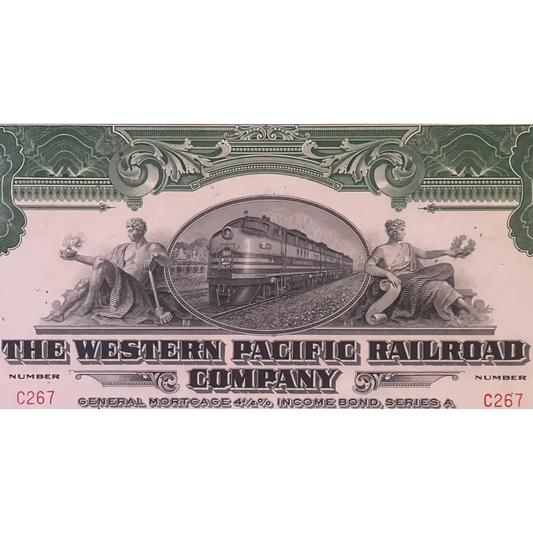 THE WESTERN PACIFIC RAILROAD
COMPANY
NUMBER
C267
NUMBER
C267
GENERAL MORTGAGE 4½% INCOME BOND, SERIES A